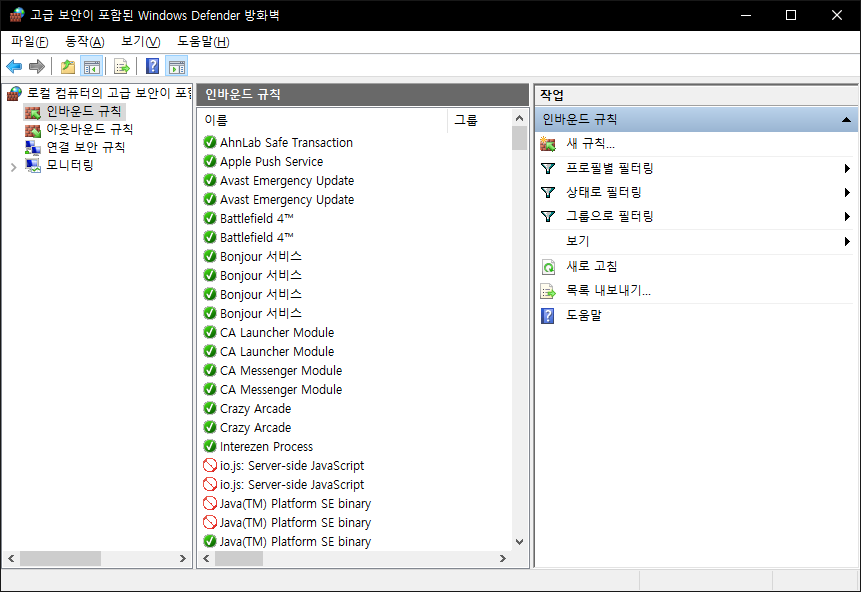 고급 보안이 포함된 Windows Defender 방화벽
파일(F) 동작(A) 보기(V) 도움말(H)
로컬 컴퓨터의 고급 보안이 포함
인바운드 규칙
아웃바운드 규칙
연결 보안 규칙
모니터링
인바운드 규칙
이름 그룹
AhnLab Safe Transaction
Apple Push Service
Avast Emergency Update
Avast Emergency Update
Battlefield 4™
Battlefield 4™
Bonjour 서비스
Bonjour 서비스
Bonjour 서비스
Bonjour 서비스
CA Launcher Module
CA Launcher Module
CA Messenger Module
CA Messenger Module
Crazy Arcade
Crazy Arcade
Interezen Process
io.js: Server-side JavaScript
io.js: Server-side JavaScript
Java(TM) Platform SE binary
Java(TM) Platform SE binary
Java(TM) Platform SE binary
작업
인바운드 규칙
새 규칙...
프로필별 필터링
상태로 필터링
그룹으로 필터링
보기
새로 고침
목록 내보내기...
도움말